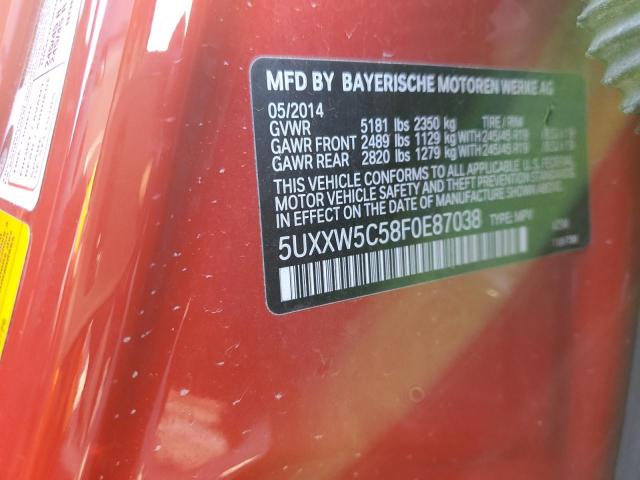 MFD BY BAYERISCHE MOTOREN WERKE AG
05/2014
GVWR 5181 lbs 2350 kg TIRE / RIM
GAWR FRONT 2489 lbs 1129 kg WITH 245/45 R19
GAWR REAR 2820 lbs 1279 kg WITH 245/45 R19
THIS VEHICLE CONFORMS TO ALL APPLICABLE U.S. FEDERAL
MOTOR VEHICLE SAFETY AND THEFT PREVENTION STANDARDS
IN EFFECT ON THE DATE OF MANUFACTURE SHOWN ABOVE.
5UXXW5C58F0E87038 TYPE: MPV